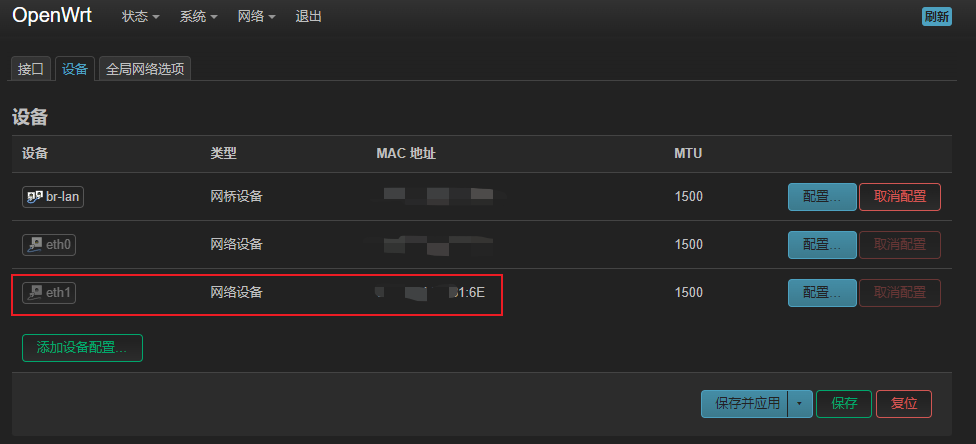 OpenWrt 状态 系统 网络 退出 刷新
接口 设备 全局网络选项
设备
设备 类型 MAC 地址 MTU
br-lan 网桥设备 1500 配置... 取消配置
eth0 网络设备 1500 配置... 取消配置
eth1 网络设备 1:6E 1500 配置... 取消配置
添加设备配置...
保存并应用 保存 复位